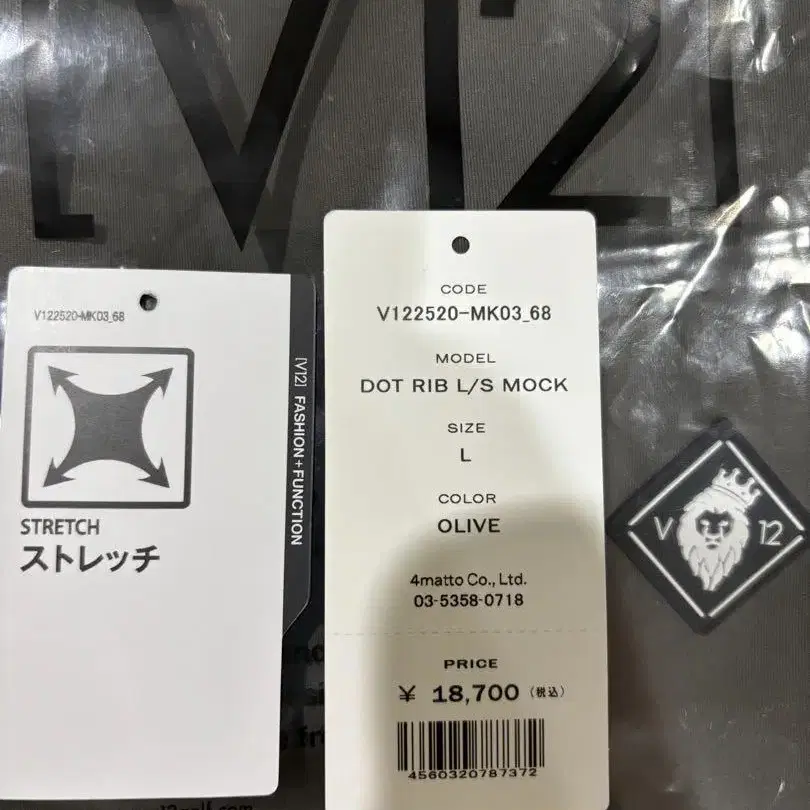 [V12]
V122520-MK03_68
STRETCH
ストレッチ
[V12] FASHION+FUNCTION
CODE
V122520-MK03_68
MODEL
DOT RIB L/S MOCK
SIZE
L
COLOR
OLIVE
4matto Co., Ltd.
03-5358-0718
PRICE
¥ 18,700 (税込)
4560320787372
V 12